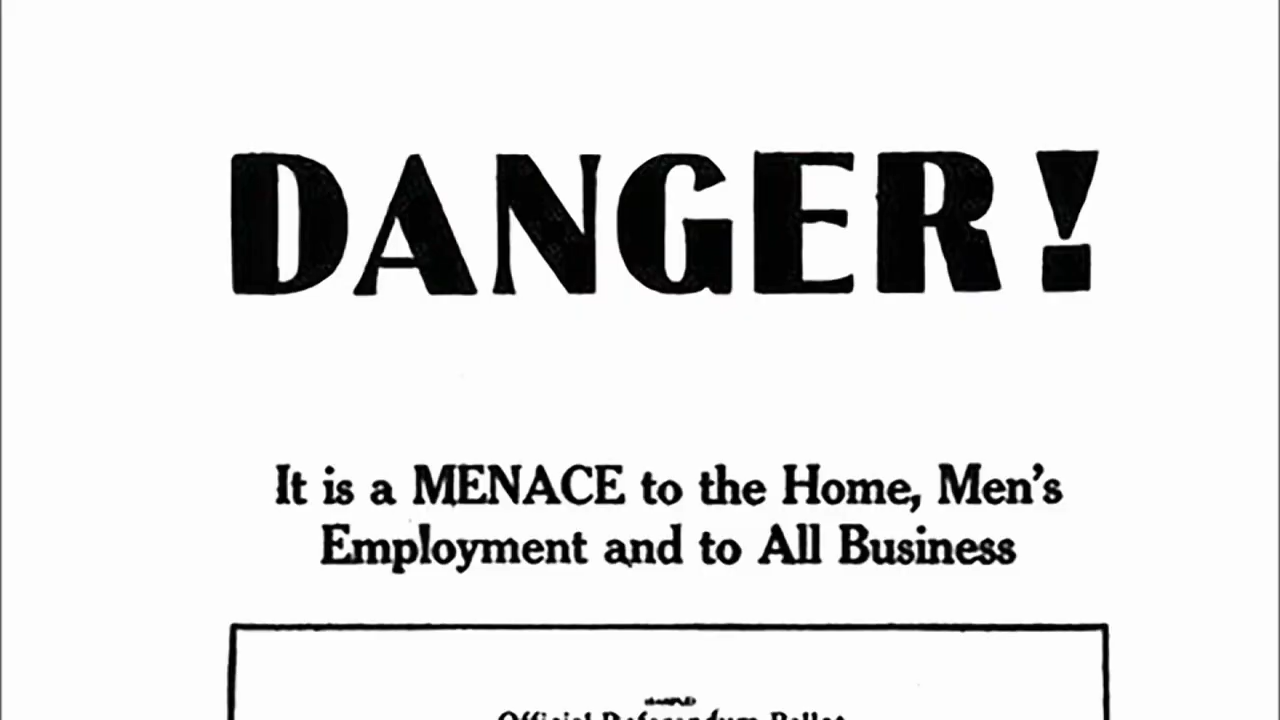 DANGER!
It is a MENACE to the Home, Men's
Employment and to All Business
Official Referendum Ballot